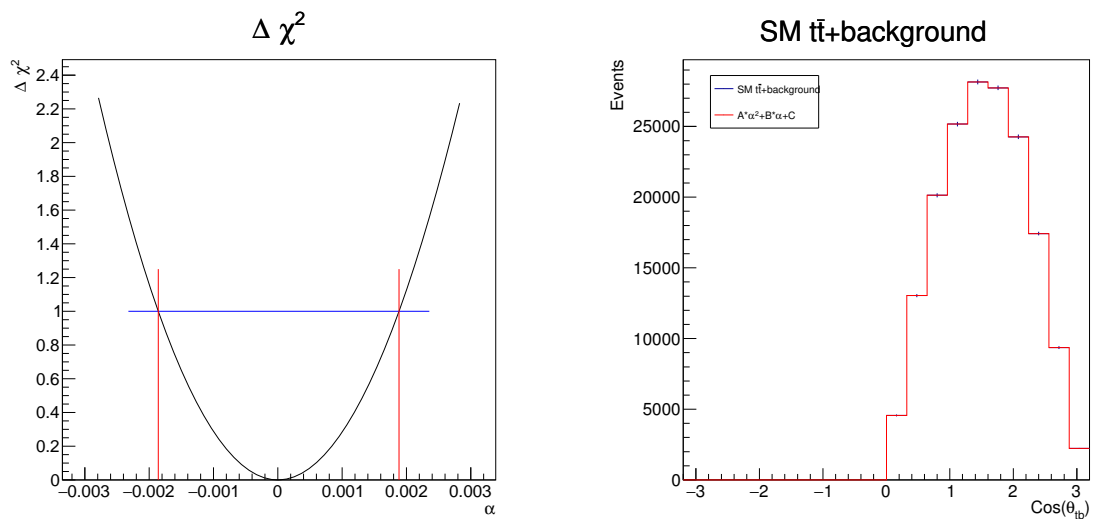 Δ χ²
Δ χ²
2.4
2.2
2
1.8
1.6
1.4
1.2
1
0.8
0.6
0.4
0.2
0
−0.003 −0.002 −0.001 0 0.001 0.002 0.003
α
SM tt̄+background
Events
SM tt̄+background
A*α²+B*α+C
25000
20000
15000
10000
5000
0
−3 −2 −1 0 1 2 3
Cos(θ_tb)